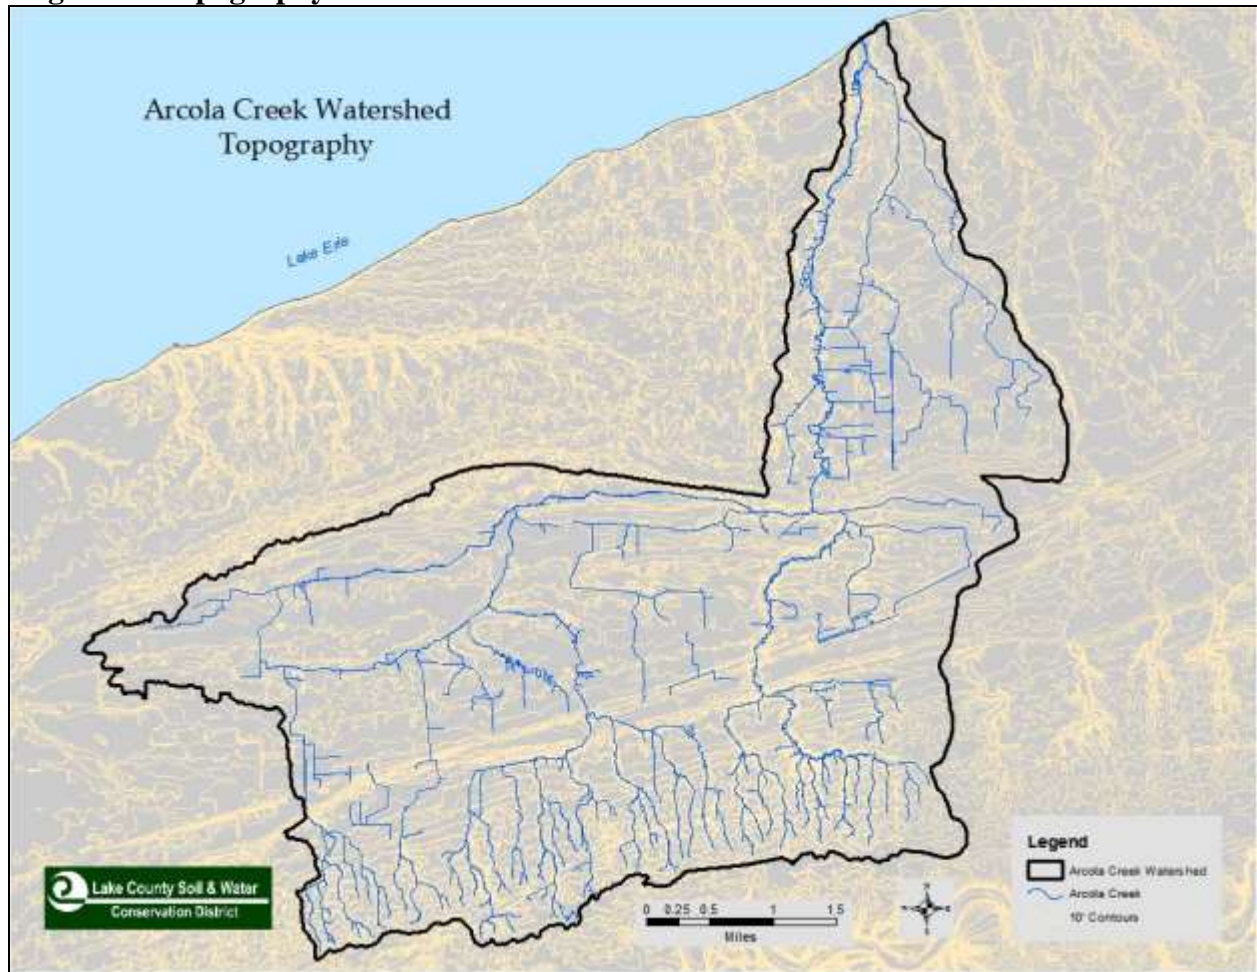 Arcola Creek Watershed
Topography
Lake Erie
Lake County Soil & Water
Conservation District
0 0.25 0.5 1 1.5
Miles
N
Legend
Arcola Creek Watershed
Arcola Creek
10' Contours